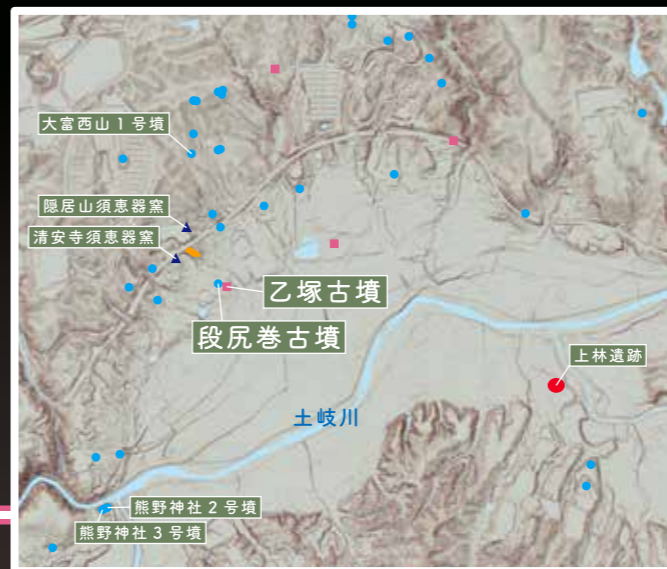 大富西山１号墳
隠居山須恵器窯
清安寺須恵器窯
乙塚古墳
段尻巻古墳
上林遺跡
土岐川
熊野神社２号墳
熊野神社３号墳